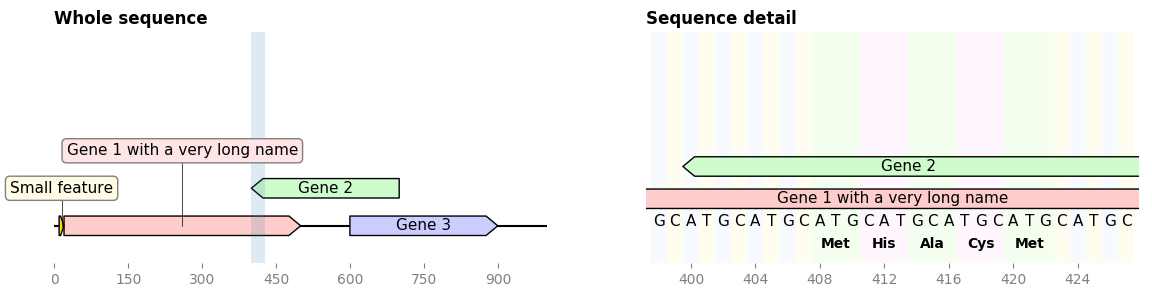 Whole sequence
Gene 1 with a very long name
Small feature
Gene 2
Gene 3
0 150 300 450 600 750 900
Sequence detail
Gene 2
Gene 1 with a very long name
G C A T G C A T G C A T G C A T G C A T G C A T G C A T G C
Met His Ala Cys Met
400 404 408 412 416 420 424